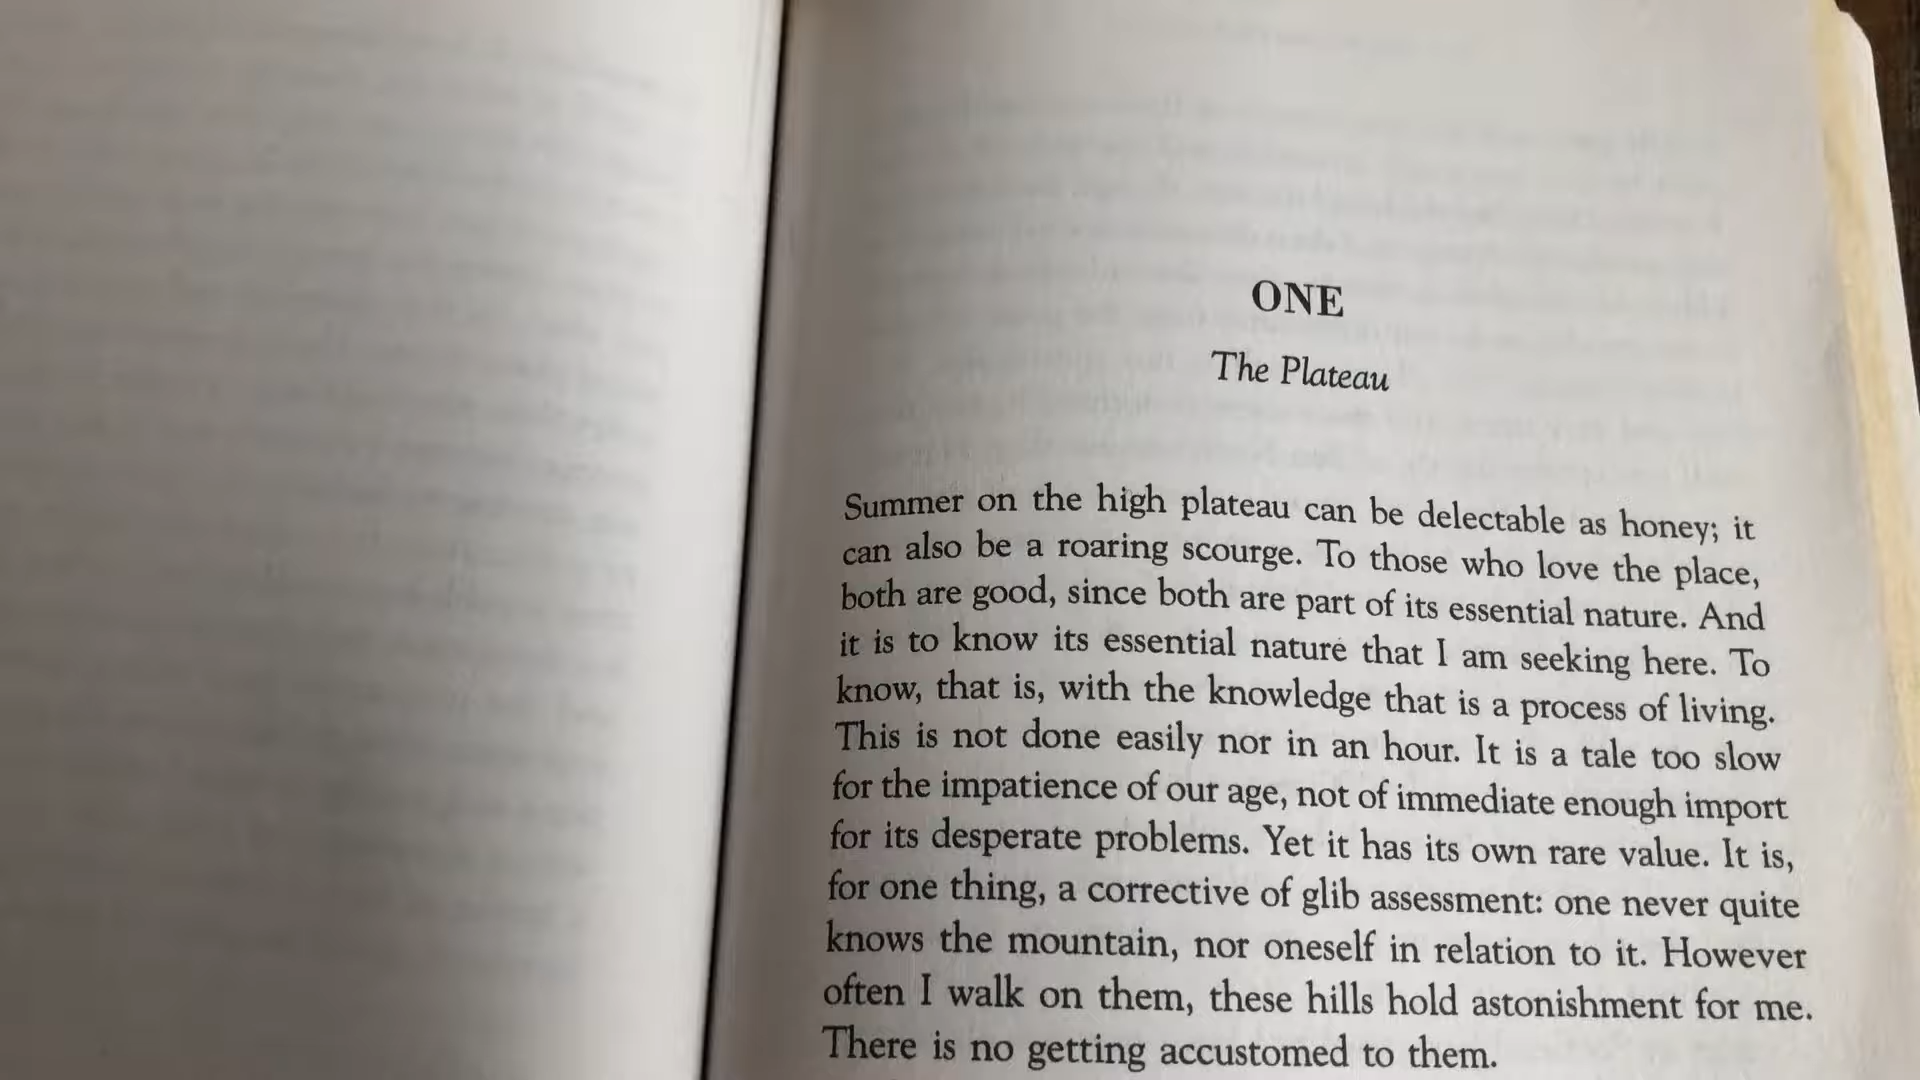 ONE
The Plateau
Summer on the high plateau can be delectable as honey; it
can also be a roaring scourge. To those who love the place,
both are good, since both are part of its essential nature. And
it is to know its essential nature that I am seeking here. To
know, that is, with the knowledge that is a process of living.
This is not done easily nor in an hour. It is a tale too slow
for the impatience of our age, not of immediate enough import
for its desperate problems. Yet it has its own rare value. It is,
for one thing, a corrective of glib assessment: one never quite
knows the mountain, nor oneself in relation to it. However
often I walk on them, these hills hold astonishment for me.
There is no getting accustomed to them.